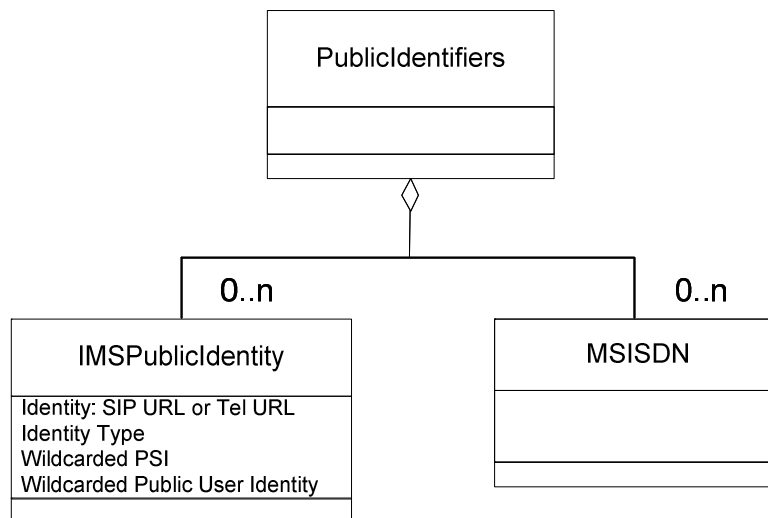 PublicIdentifiers
0..n
0..n
IMSPublicIdentity
MSISDN
Identity: SIP URL or Tel URL
Identity Type
Wildcarded PSI
Wildcarded Public User Identity